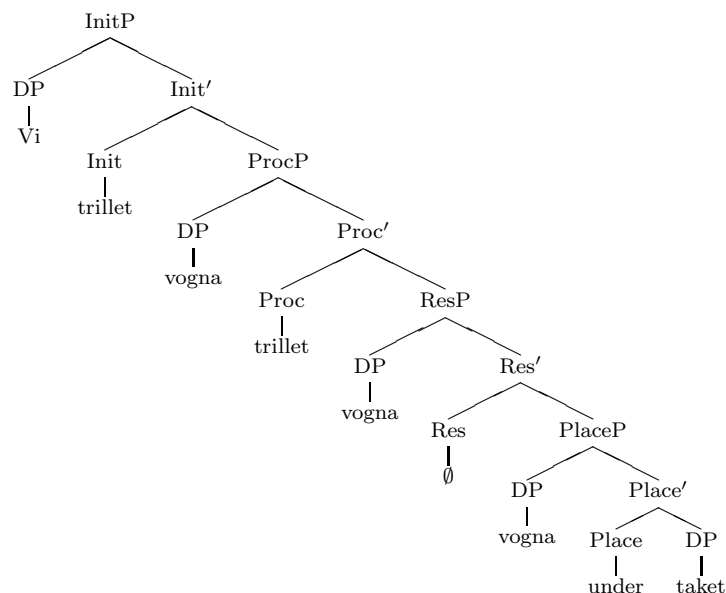 InitP
DP Init′
Vi
Init ProcP
trillet
DP Proc′
vogna
Proc ResP
trillet
DP Res′
vogna
Res PlaceP
∅
DP Place′
vogna
Place DP
under taket